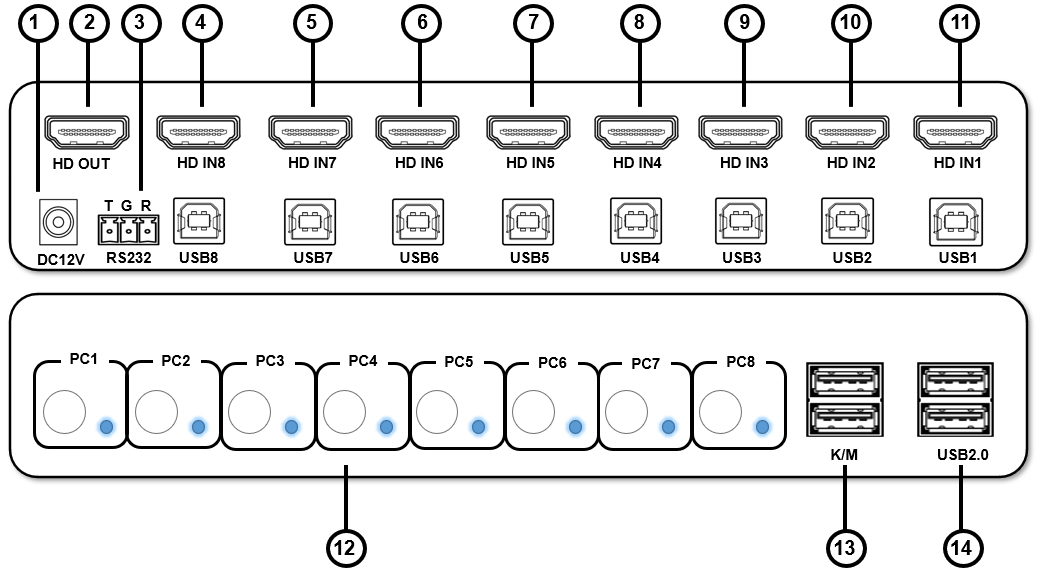 1 2 3 4 5 6 7 8 9 10 11
HD OUT HD IN8 HD IN7 HD IN6 HD IN5 HD IN4 HD IN3 HD IN2 HD IN1
T G R
DC12V RS232 USB8 USB7 USB6 USB5 USB4 USB3 USB2 USB1
PC1 PC2 PC3 PC4 PC5 PC6 PC7 PC8
K/M USB2.0
12 13 14